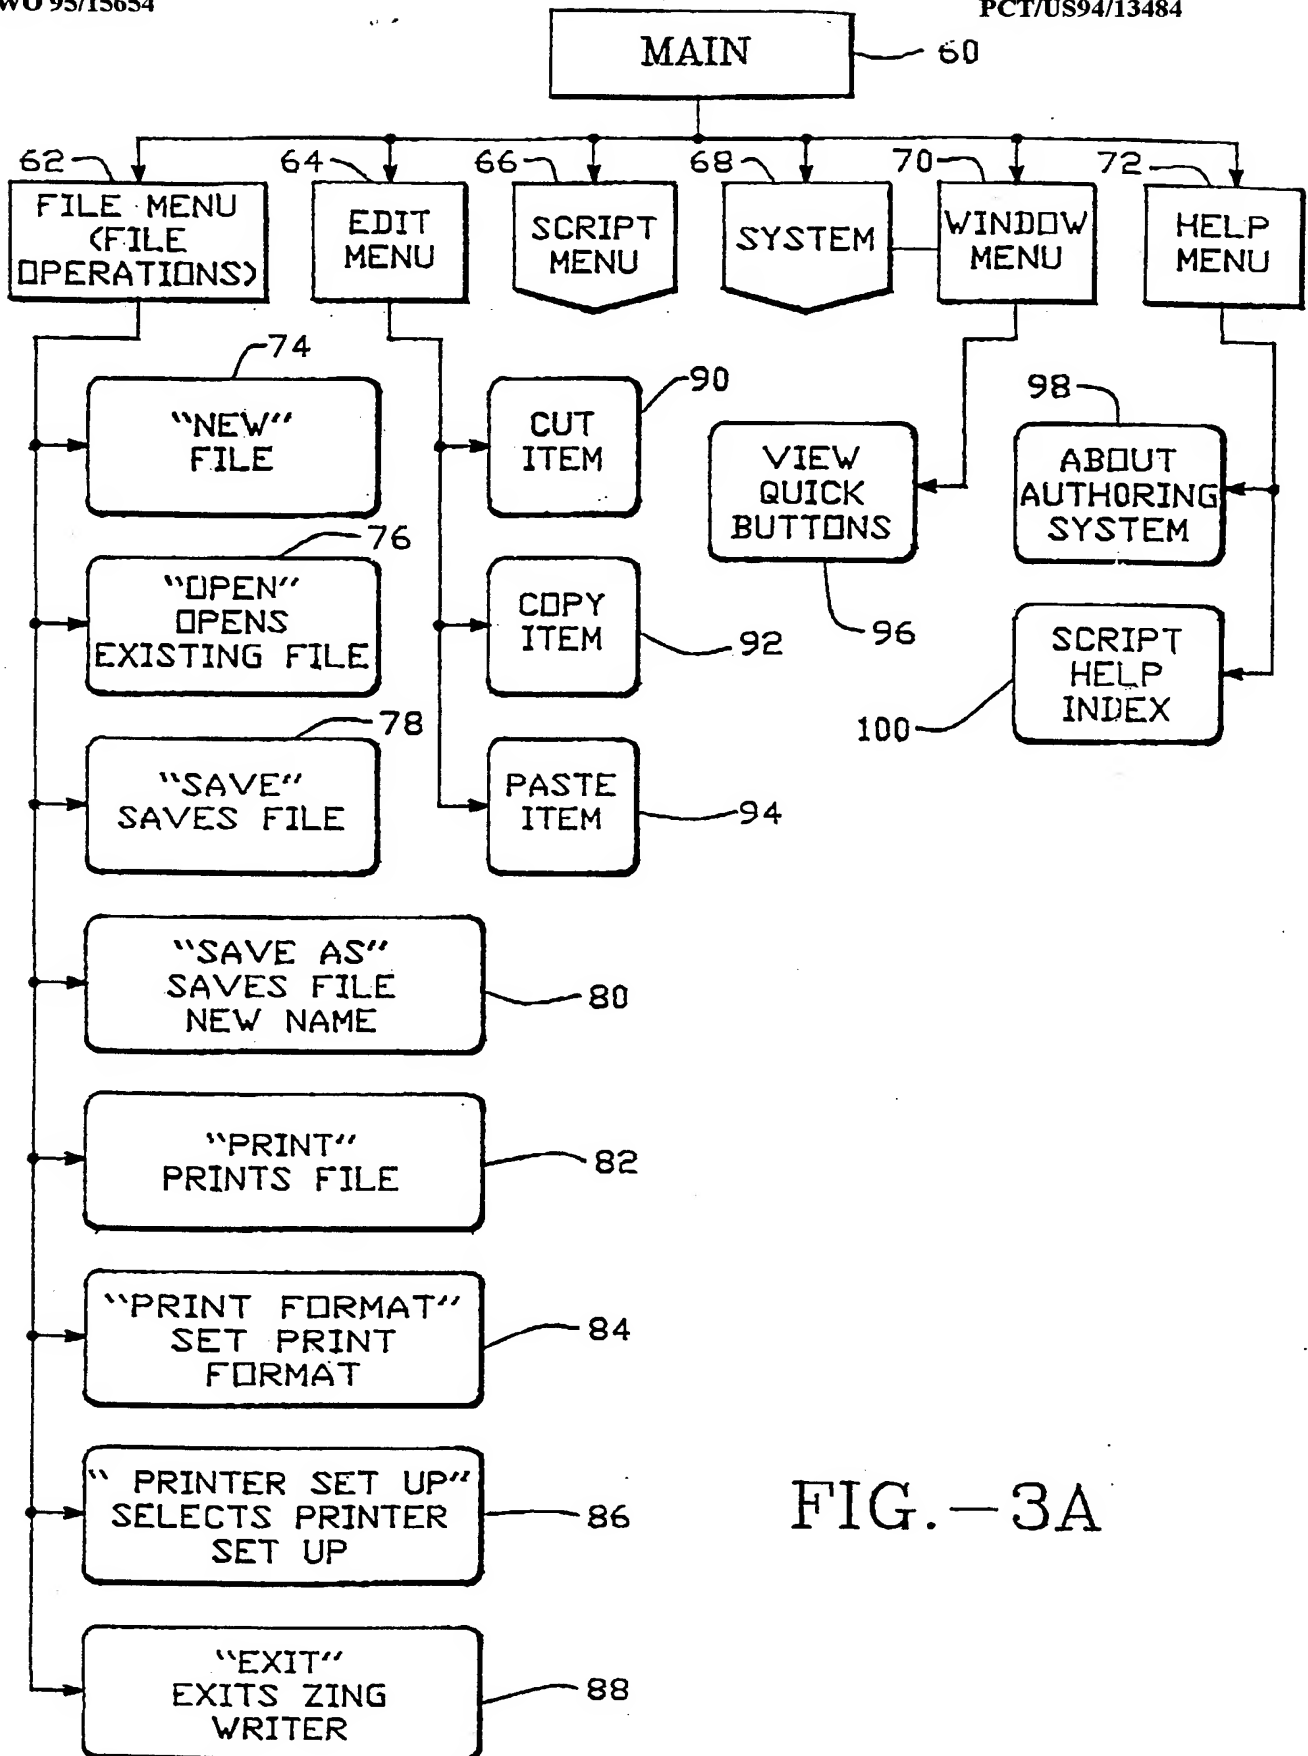 WO 95/15654
PCT/US94/13484
MAIN
60
62
64
66
68
70
72
FILE MENU
(FILE
OPERATIONS)
EDIT
MENU
SCRIPT
MENU
SYSTEM
WINDOW
MENU
HELP
MENU
74
"NEW"
FILE
90
CUT
ITEM
VIEW
QUICK
BUTTONS
96
98
ABOUT
AUTHORING
SYSTEM
76
"OPEN"
OPENS
EXISTING FILE
COPY
ITEM
92
SCRIPT
HELP
INDEX
100
78
"SAVE"
SAVES FILE
PASTE
ITEM
94
"SAVE AS"
SAVES FILE
NEW NAME
80
"PRINT"
PRINTS FILE
82
"PRINT FORMAT"
SET PRINT
FORMAT
84
" PRINTER SET UP"
SELECTS PRINTER
SET UP
86
"EXIT"
EXITS ZING
WRITER
88
FIG.-3A